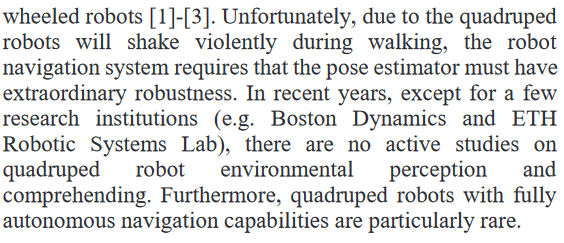 wheeled robots [1]-[3]. Unfortunately, due to the quadruped
robots will shake violently during walking, the robot
navigation system requires that the pose estimator must have
extraordinary robustness. In recent years, except for a few
research institutions (e.g. Boston Dynamics and ETH
Robotic Systems Lab), there are no active studies on
quadruped robot environmental perception and
comprehending. Furthermore, quadruped robots with fully
autonomous navigation capabilities are particularly rare.